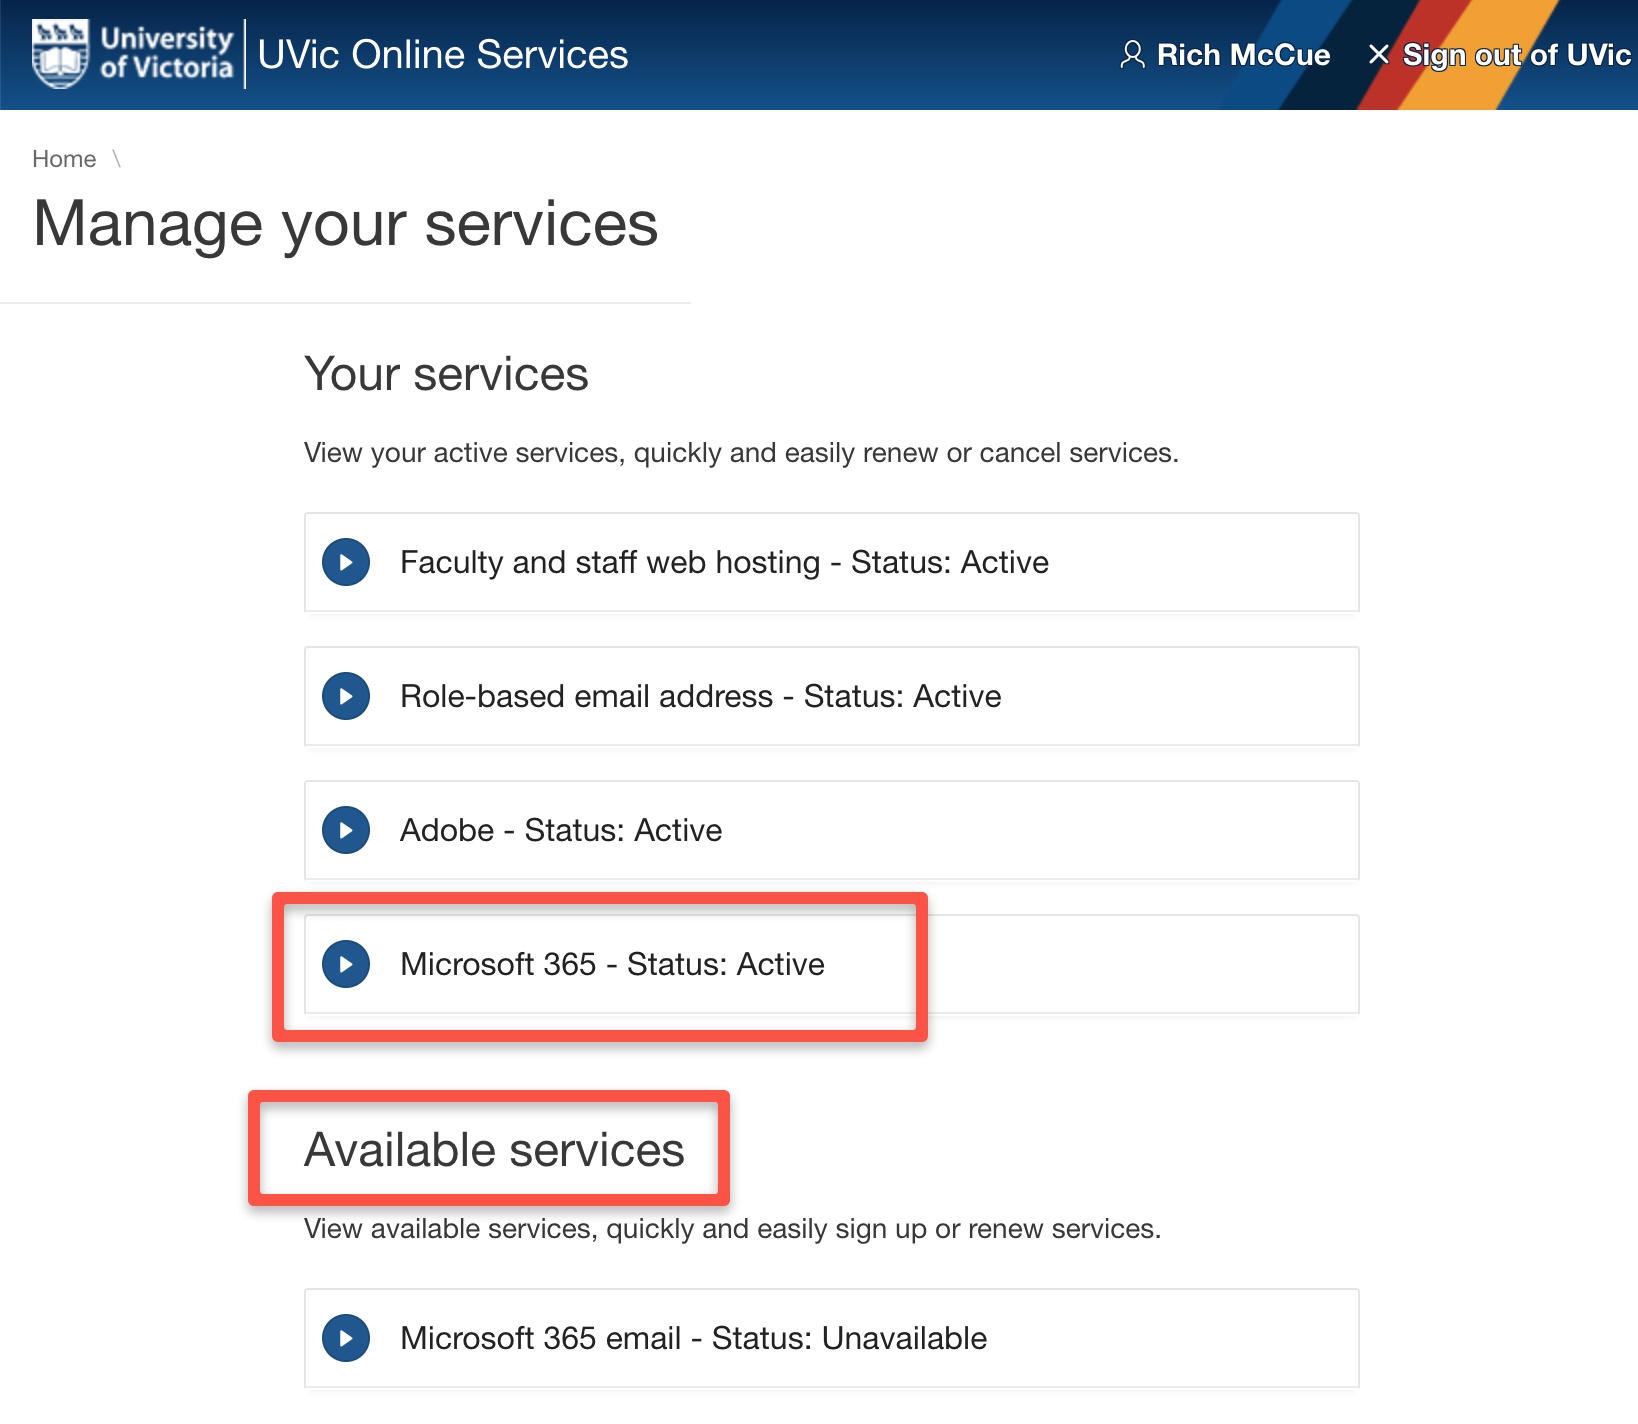 University
of Victoria
UVic Online Services
Rich McCue
Sign out of UVic
Home \
Manage your services
Your services
View your active services, quickly and easily renew or cancel services.
Faculty and staff web hosting - Status: Active
Role-based email address - Status: Active
Adobe - Status: Active
Microsoft 365 - Status: Active
Available services
View available services, quickly and easily sign up or renew services.
Microsoft 365 email - Status: Unavailable